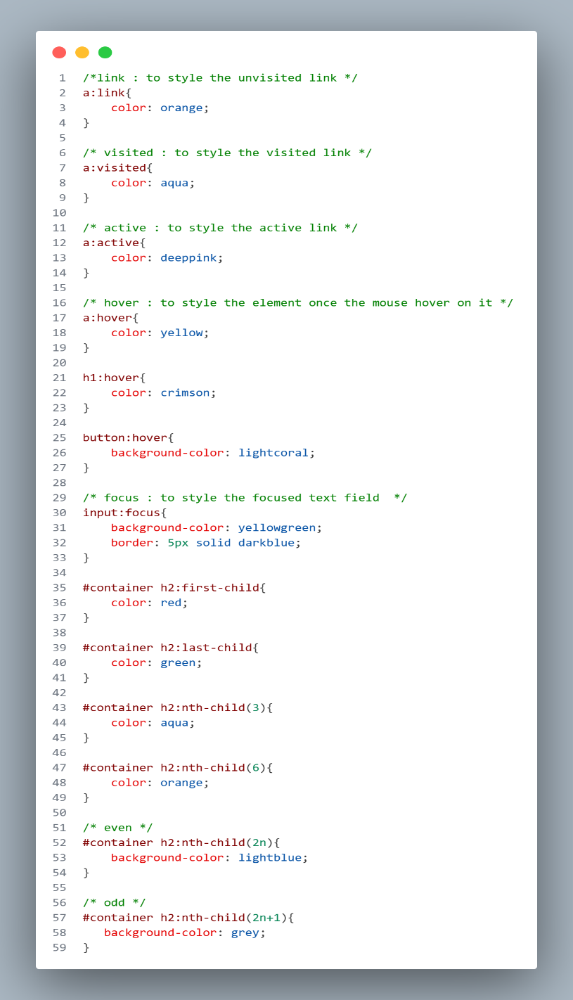 1 /*link : to style the unvisited link */
2 a:link{
3     color: orange;
4 }
5
6 /* visited : to style the visited link */
7 a:visited{
8     color: aqua;
9 }
10
11 /* active : to style the active link */
12 a:active{
13     color: deeppink;
14 }
15
16 /* hover : to style the element once the mouse hover on it */
17 a:hover{
18     color: yellow;
19 }
20
21 h1:hover{
22     color: crimson;
23 }
24
25 button:hover{
26     background-color: lightcoral;
27 }
28
29 /* focus : to style the focused text field  */
30 input:focus{
31     background-color: yellowgreen;
32     border: 5px solid darkblue;
33 }
34
35 #container h2:first-child{
36     color: red;
37 }
38
39 #container h2:last-child{
40     color: green;
41 }
42
43 #container h2:nth-child(3){
44     color: aqua;
45 }
46
47 #container h2:nth-child(6){
48     color: orange;
49 }
50
51 /* even */
52 #container h2:nth-child(2n){
53     background-color: lightblue;
54 }
55
56 /* odd */
57 #container h2:nth-child(2n+1){
58    background-color: grey;
59 }